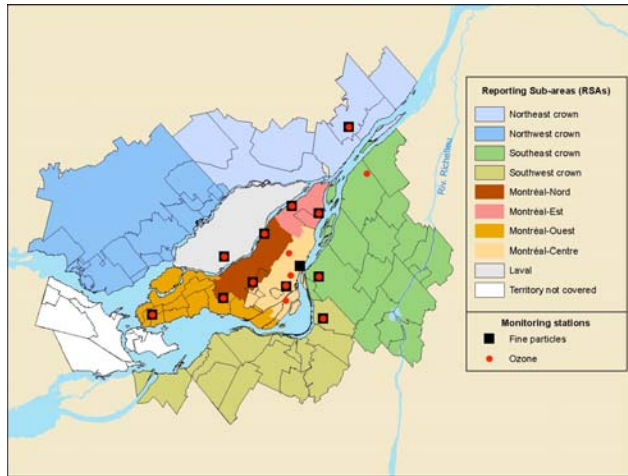 Reporting Sub-areas (RSAs)
Northeast crown
Northwest crown
Southeast crown
Southwest crown
Montréal-Nord
Montréal-Est
Montréal-Ouest
Montréal-Centre
Laval
Territory not covered
Monitoring stations
Fine particles
Ozone
Riv. Richelieu